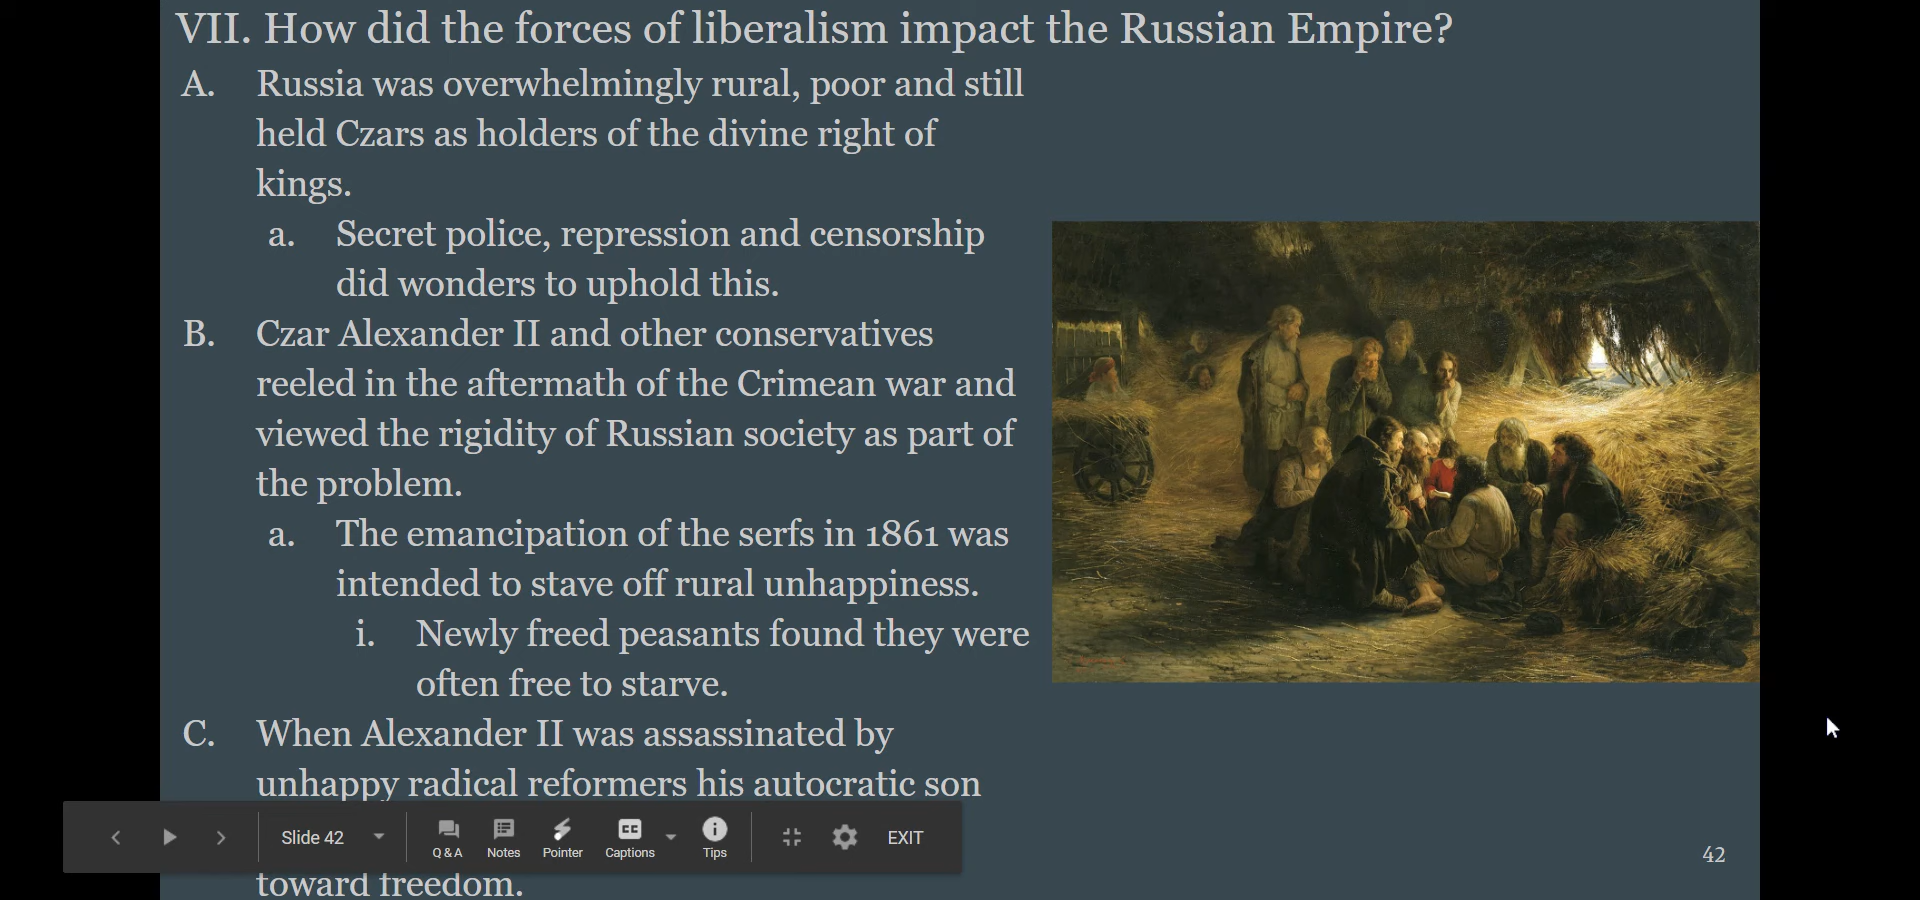 VII. How did the forces of liberalism impact the Russian Empire?
A. Russia was overwhelmingly rural, poor and still
held Czars as holders of the divine right of
kings.
a. Secret police, repression and censorship
did wonders to uphold this.
B. Czar Alexander II and other conservatives
reeled in the aftermath of the Crimean war and
viewed the rigidity of Russian society as part of
the problem.
a. The emancipation of the serfs in 1861 was
intended to stave off rural unhappiness.
i. Newly freed peasants found they were
often free to starve.
C. When Alexander II was assassinated by
unhappy radical reformers his autocratic son
toward freedom.
Slide 42
Q & A
Notes
Pointer
CC
Captions
Tips
EXIT
42